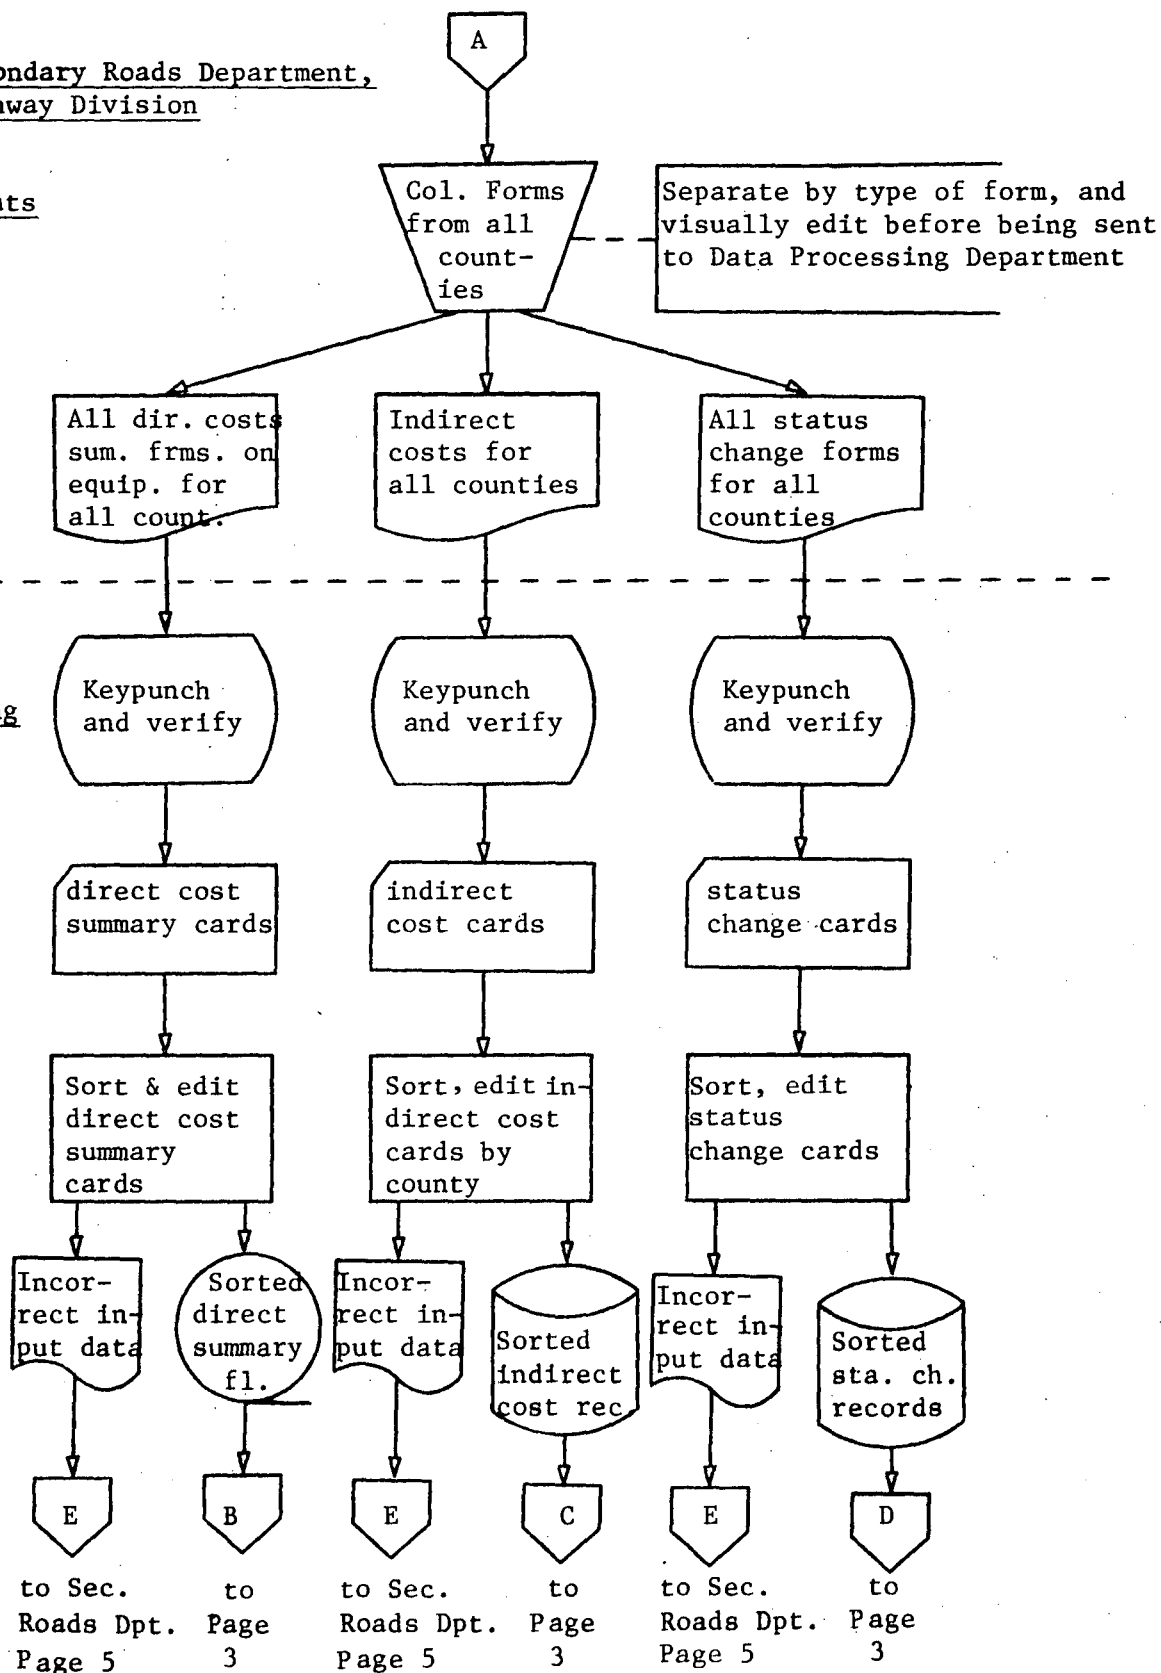 A
ondary Roads Department,
hway Division
nts
Col. Forms
from all
count-
ies
Separate by type of form, and
visually edit before being sent
to Data Processing Department
All dir. costs
sum. frms. on
equip. for
all count.
Indirect
costs for
all counties
All status
change forms
for all
counties
ng
Keypunch
and verify
Keypunch
and verify
Keypunch
and verify
direct cost
summary cards
indirect
cost cards
status
change cards
Sort & edit
direct cost
summary
cards
Sort, edit in-
direct cost
cards by
county
Sort, edit
status
change cards
Incor-
rect in-
put data
Sorted
direct
summary
fl.
Incor-
rect in-
put data
Sorted
indirect
cost rec
Incor-
rect in-
put data
Sorted
sta. ch.
records
E
B
E
C
E
D
to Sec.
Roads Dpt.
Page 5
to
Page
3
to Sec.
Roads Dpt.
Page 5
to
Page
3
to Sec.
Roads Dpt.
Page 5
to
Page
3